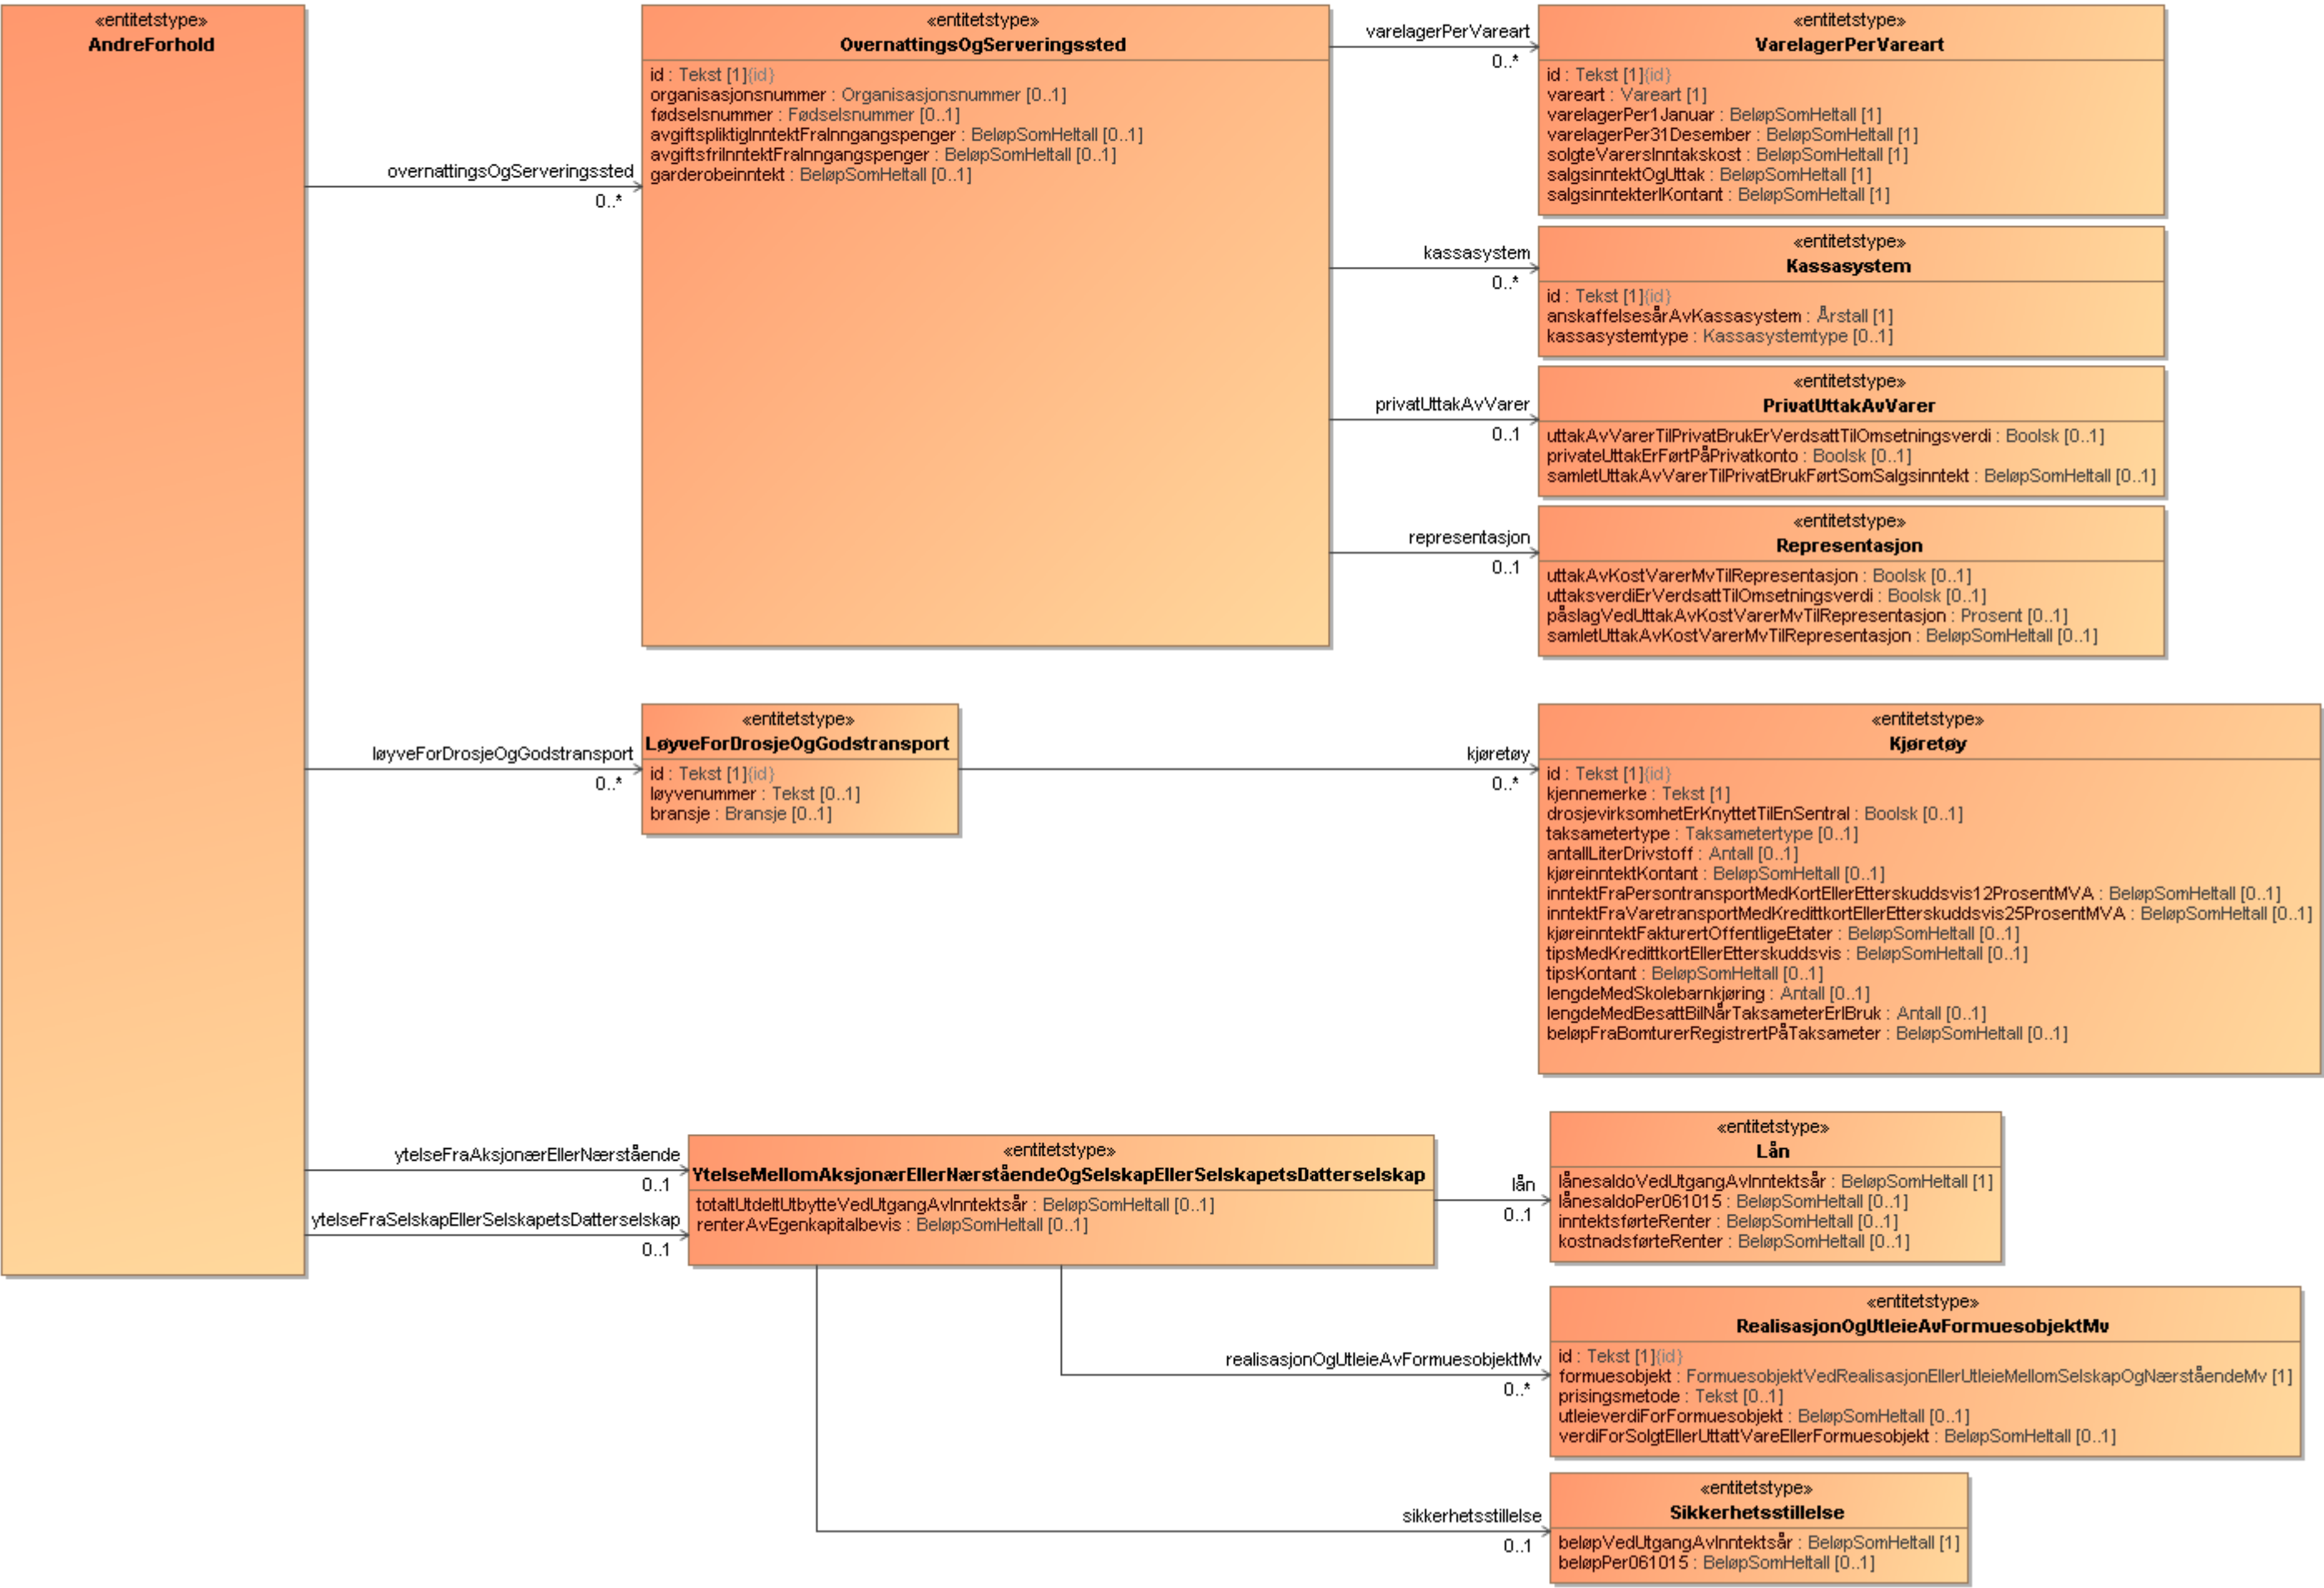 «entitetstype»
AndreForhold
overnattingsOgServeringssted
0..*
«entitetstype»
OvernattingsOgServeringssted
id : Tekst [1]{id}
organisasjonsnummer : Organisasjonsnummer [0..1]
fødselsnummer : Fødselsnummer [0..1]
avgiftspliktigInntektFraInngangspenger : BeløpSomHeltall [0..1]
avgiftsfriInntektFraInngangspenger : BeløpSomHeltall [0..1]
garderobeinntekt : BeløpSomHeltall [0..1]
varelagerPerVareart
0..*
«entitetstype»
VarelagerPerVareart
id : Tekst [1]{id}
vareart : Vareart [1]
varelagerPer1Januar : BeløpSomHeltall [1]
varelagerPer31Desember : BeløpSomHeltall [1]
solgteVarersInntakskost : BeløpSomHeltall [1]
salgsinntektOgUttak : BeløpSomHeltall [1]
salgsinntekterIKontant : BeløpSomHeltall [1]
kassasystem
0..*
«entitetstype»
Kassasystem
id : Tekst [1]{id}
anskaffelsesårAvKassasystem : Årstall [1]
kassasystemtype : Kassasystemtype [0..1]
privatUttakAvVarer
0..1
«entitetstype»
PrivatUttakAvVarer
uttakAvVarerTilPrivatBrukErVerdsattTilOmsetningsverdi : Boolsk [0..1]
privateUttakErFørtPåPrivatkonto : Boolsk [0..1]
samletUttakAvVarerTilPrivatBrukFørtSomSalgsinntekt : BeløpSomHeltall [0..1]
representasjon
0..1
«entitetstype»
Representasjon
uttakAvKostVarerMvTilRepresentasjon : Boolsk [0..1]
uttaksverdiErVerdsattTilOmsetningsverdi : Boolsk [0..1]
påslagVedUttakAvKostVarerMvTilRepresentasjon : Prosent [0..1]
samletUttakAvKostVarerMvTilRepresentasjon : BeløpSomHeltall [0..1]
løyveForDrosjeOgGodstransport
0..*
«entitetstype»
LøyveForDrosjeOgGodstransport
id : Tekst [1]{id}
løyvenummer : Tekst [0..1]
bransje : Bransje [0..1]
kjøretøy
0..*
«entitetstype»
Kjøretøy
id : Tekst [1]{id}
kjennemerke : Tekst [1]
drosjevirksomhetErKnyttetTilEnSentral : Boolsk [0..1]
taksametertype : Taksametertype [0..1]
antallLiterDrivstoff : Antall [0..1]
kjøreinntektKontant : BeløpSomHeltall [0..1]
inntektFraPersontransportMedKortEllerEtterskuddsvis12ProsentMVA : BeløpSomHeltall [0..1]
inntektFraVaretransportMedKredittkortEllerEtterskuddsvis25ProsentMVA : BeløpSomHeltall [0..1]
kjøreinntektFakturertOffentligeEtater : BeløpSomHeltall [0..1]
tipsMedKredittkortEllerEtterskuddsvis : BeløpSomHeltall [0..1]
tipsKontant : BeløpSomHeltall [0..1]
lengdeMedSkolebarnkjøring : Antall [0..1]
lengdeMedBesattBilNårTaksameterErIBruk : Antall [0..1]
beløpFraBomturerRegistrertPåTaksameter : BeløpSomHeltall [0..1]
ytelseFraAksjonærEllerNærstående
0..1
ytelseFraSelskapEllerSelskapetsDatterselskap
0..1
«entitetstype»
YtelseMellomAksjonærEllerNærståendeOgSelskapEllerSelskapetsDatterselskap
totaltUtdeltUtbytteVedUtgangAvInntektsår : BeløpSomHeltall [0..1]
renterAvEgenkapitalbevis : BeløpSomHeltall [0..1]
lån
0..1
«entitetstype»
Lån
lånesaldoVedUtgangAvInntektsår : BeløpSomHeltall [1]
lånesaldoPer061015 : BeløpSomHeltall [0..1]
inntektsførteRenter : BeløpSomHeltall [0..1]
kostnadsførteRenter : BeløpSomHeltall [0..1]
realisasjonOgUtleieAvFormuesobjektMv
0..*
«entitetstype»
RealisasjonOgUtleieAvFormuesobjektMv
id : Tekst [1]{id}
formuesobjekt : FormuesobjektVedRealisasjonEllerUtleieMellomSelskapOgNærståendeMv [1]
prisingsmetode : Tekst [0..1]
utleieverdiForFormuesobjekt : BeløpSomHeltall [0..1]
verdiForSolgtEllerUttattVareEllerFormuesobjekt : BeløpSomHeltall [0..1]
sikkerhetsstillelse
0..1
«entitetstype»
Sikkerhetsstillelse
beløpVedUtgangAvInntektsår : BeløpSomHeltall [1]
beløpPer061015 : BeløpSomHeltall [0..1]